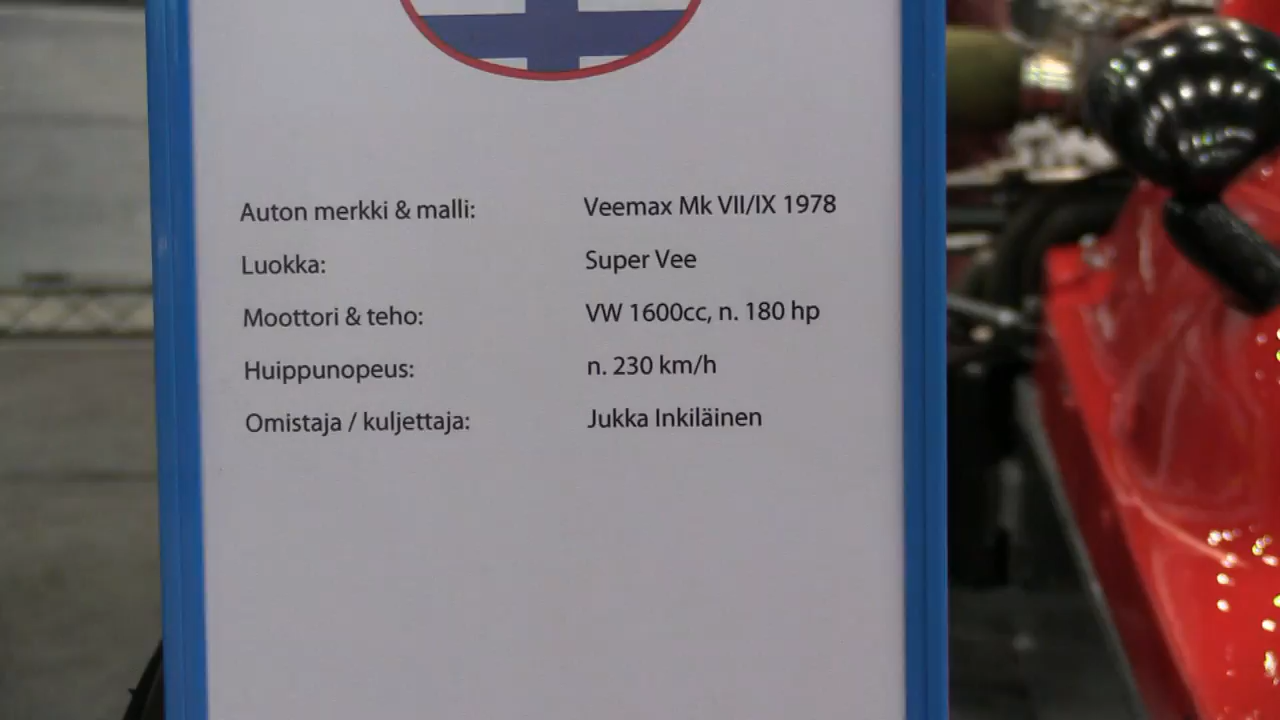 Auton merkki & malli: Veemax Mk VII/IX 1978
Luokka: Super Vee
Moottori & teho: VW 1600cc, n. 180 hp
Huippunopeus: n. 230 km/h
Omistaja / kuljettaja: Jukka Inkiläinen